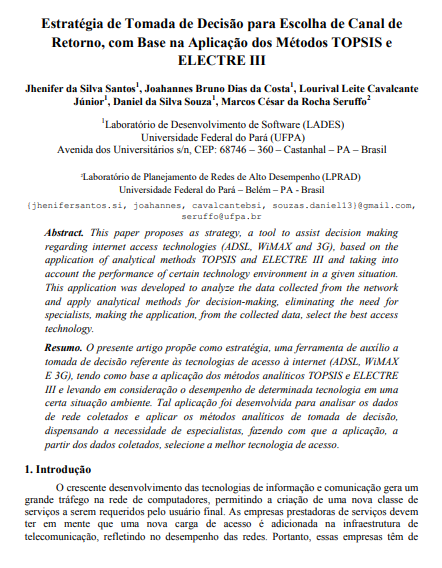 Estratégia de Tomada de Decisão para Escolha de Canal de
Retorno, com Base na Aplicação dos Métodos TOPSIS e
ELECTRE III
Jhenifer da Silva Santos1, Joahannes Bruno Dias da Costa1, Lourival Leite Cavalcante
Júnior1, Daniel da Silva Souza1, Marcos César da Rocha Seruffo2
1Laboratório de Desenvolvimento de Software (LADES)
Universidade Federal do Pará (UFPA)
Avenida dos Universitários s/n, CEP: 68746 – 360 – Castanhal – PA – Brasil
2Laboratório de Planejamento de Redes de Alto Desempenho (LPRAD)
Universidade Federal do Pará – Belém – PA - Brasil
{jhenifersantos.si, joahannes, cavalcantebsi, souzas.daniel13}@gmail.com,
seruffo@ufpa.br
Abstract. This paper proposes as strategy, a tool to assist decision making
regarding internet access technologies (ADSL, WiMAX and 3G), based on the
application of analytical methods TOPSIS and ELECTRE III and taking into
account the performance of certain technology environment in a given situation.
This application was developed to analyze the data collected from the network
and apply analytical methods for decision-making, eliminating the need for
specialists, making the application, from the collected data, select the best access
technology.
Resumo. O presente artigo propõe como estratégia, uma ferramenta de auxílio a
tomada de decisão referente às tecnologias de acesso à internet (ADSL, WiMAX
E 3G), tendo como base a aplicação dos métodos analíticos TOPSIS e ELECTRE
III e levando em consideração o desempenho de determinada tecnologia em uma
certa situação ambiente. Tal aplicação foi desenvolvida para analisar os dados
de rede coletados e aplicar os métodos analíticos de tomada de decisão,
dispensando a necessidade de especialistas, fazendo com que a aplicação, a
partir dos dados coletados, selecione a melhor tecnologia de acesso.
1. Introdução
O crescente desenvolvimento das tecnologias de informação e comunicação gera um
grande tráfego na rede de computadores, permitindo a criação de uma nova classe de
serviços a serem requeridos pelo usuário final. As empresas prestadoras de serviços devem
ter em mente que uma nova carga de acesso é adicionada na infraestrutura de
telecomunicação, refletindo no desempenho das redes. Portanto, essas empresas têm de